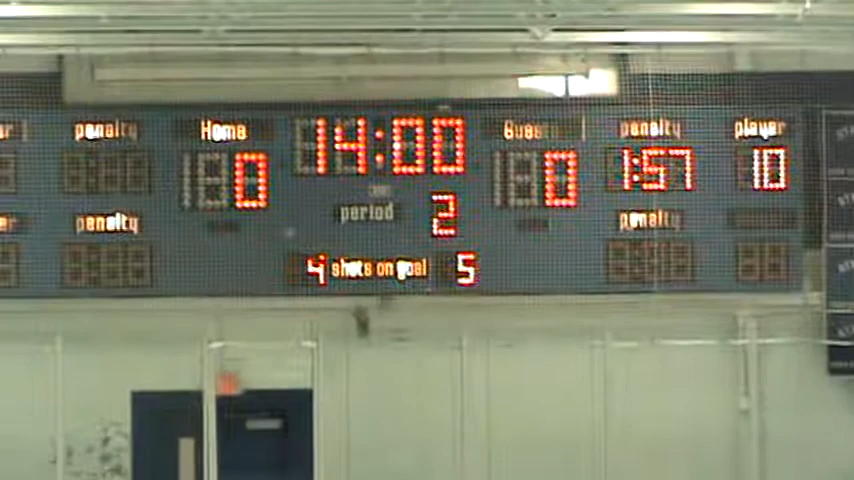 penalty Home 14:00 Guests penalty player
0 0 1:57 10
period 2
penalty penalty
4 shots on goal 5